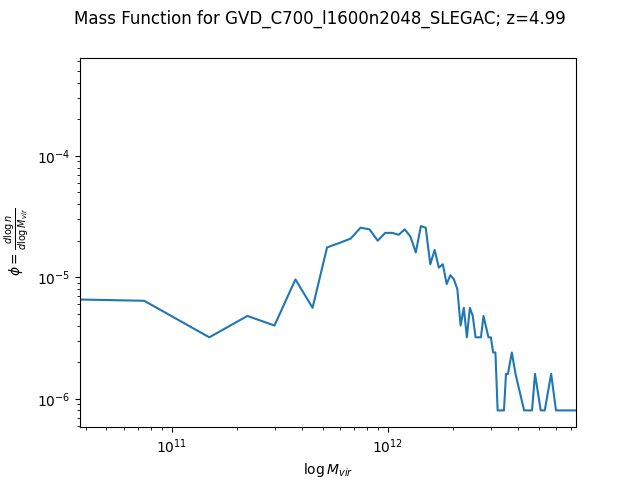 Mass Function for GVD_C700_l1600n2048_SLEGAC; z=4.99
10⁻⁴
10⁻⁵
10⁻⁶
ϕ = d log n / d log M_vir
10¹¹
10¹²
log M_vir